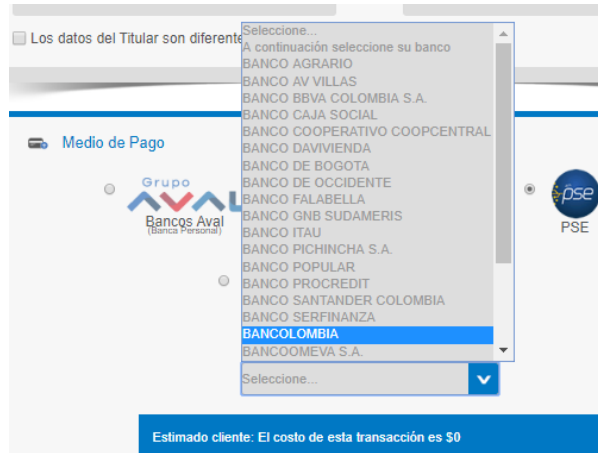 Los datos del Titular son diferente
Seleccione...
A continuación seleccione su banco
BANCO AGRARIO
BANCO AV VILLAS
BANCO BBVA COLOMBIA S.A.
BANCO CAJA SOCIAL
BANCO COOPERATIVO COOPCENTRAL
BANCO DAVIVIENDA
BANCO DE BOGOTA
BANCO DE OCCIDENTE
BANCO FALABELLA
BANCO GNB SUDAMERIS
BANCO ITAU
BANCO PICHINCHA S.A.
BANCO POPULAR
BANCO PROCREDIT
BANCO SANTANDER COLOMBIA
BANCO SERFINANZA
BANCOLOMBIA
BANCOOMEVA S.A.
Seleccione...
Medio de Pago
Grupo
AVAL
Bancos Aval
(Banca Personal)
pse
PSE
Estimado cliente: El costo de esta transacción es $0